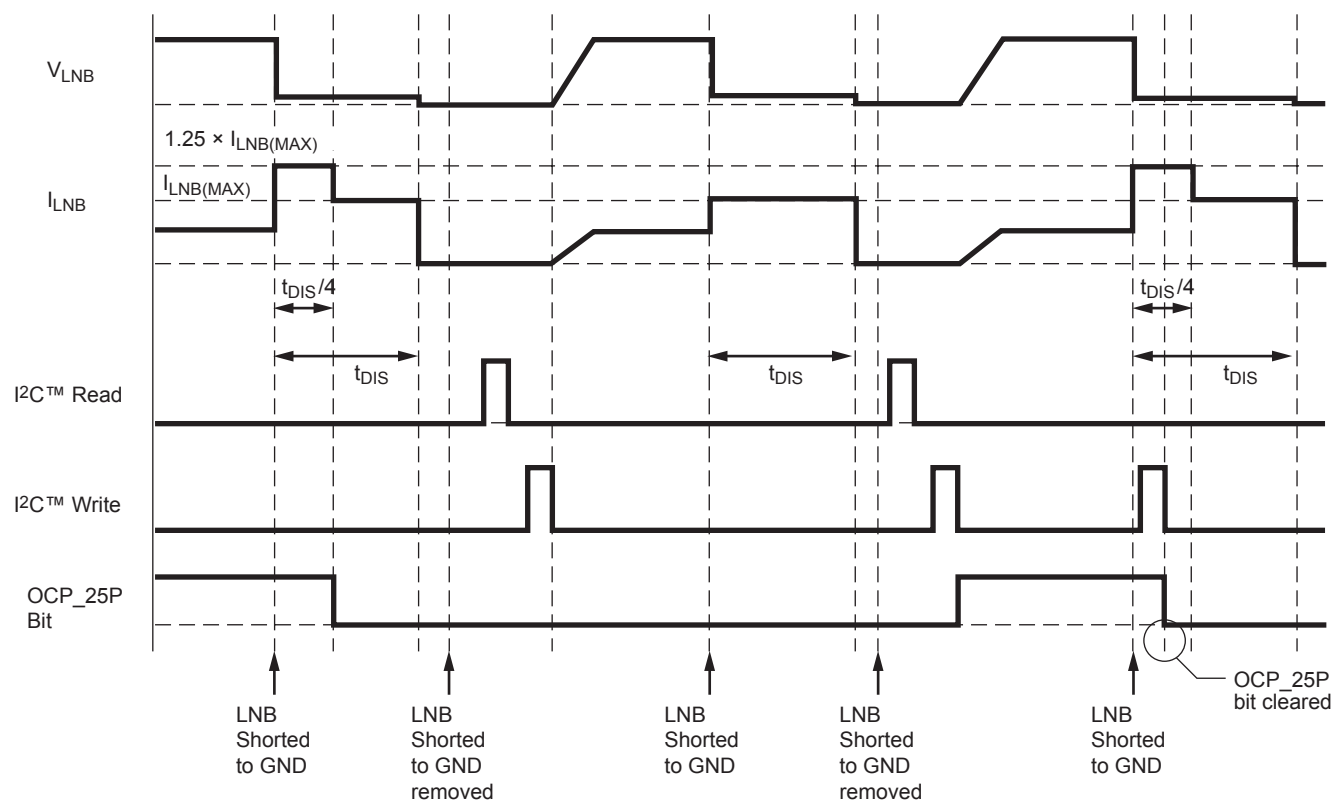 VLNB
1.25 × ILNB(MAX)
ILNB(MAX)
ILNB
tDIS/4
tDIS/4
tDIS
tDIS
tDIS
I2C™ Read
I2C™ Write
OCP_25P
Bit
LNB
Shorted
to GND
LNB
Shorted
to GND
removed
LNB
Shorted
to GND
LNB
Shorted
to GND
removed
LNB
Shorted
to GND
OCP_25P
bit cleared